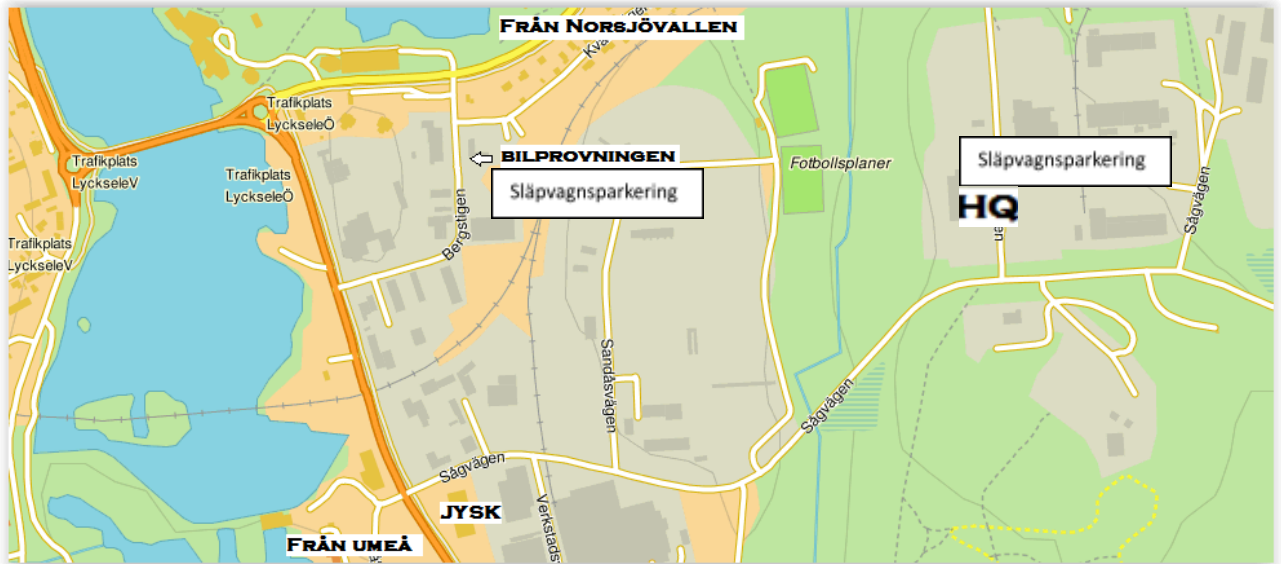 FRÅN NORSJÖVALLEN
Trafikplats
LyckseleÖ
Trafikplats
LyckseleV
Trafikplats
LyckseleÖ
BILPROVNINGEN
Släpvagnsparkering
Fotbollsplaner
Släpvagnsparkering
HQ
Sågvägen
Bergstigen
Trafikplats
LyckseleV
Sandåsvägen
Sågvägen
Sågvägen
JYSK
Verkstads
FRÅN UMEÅ